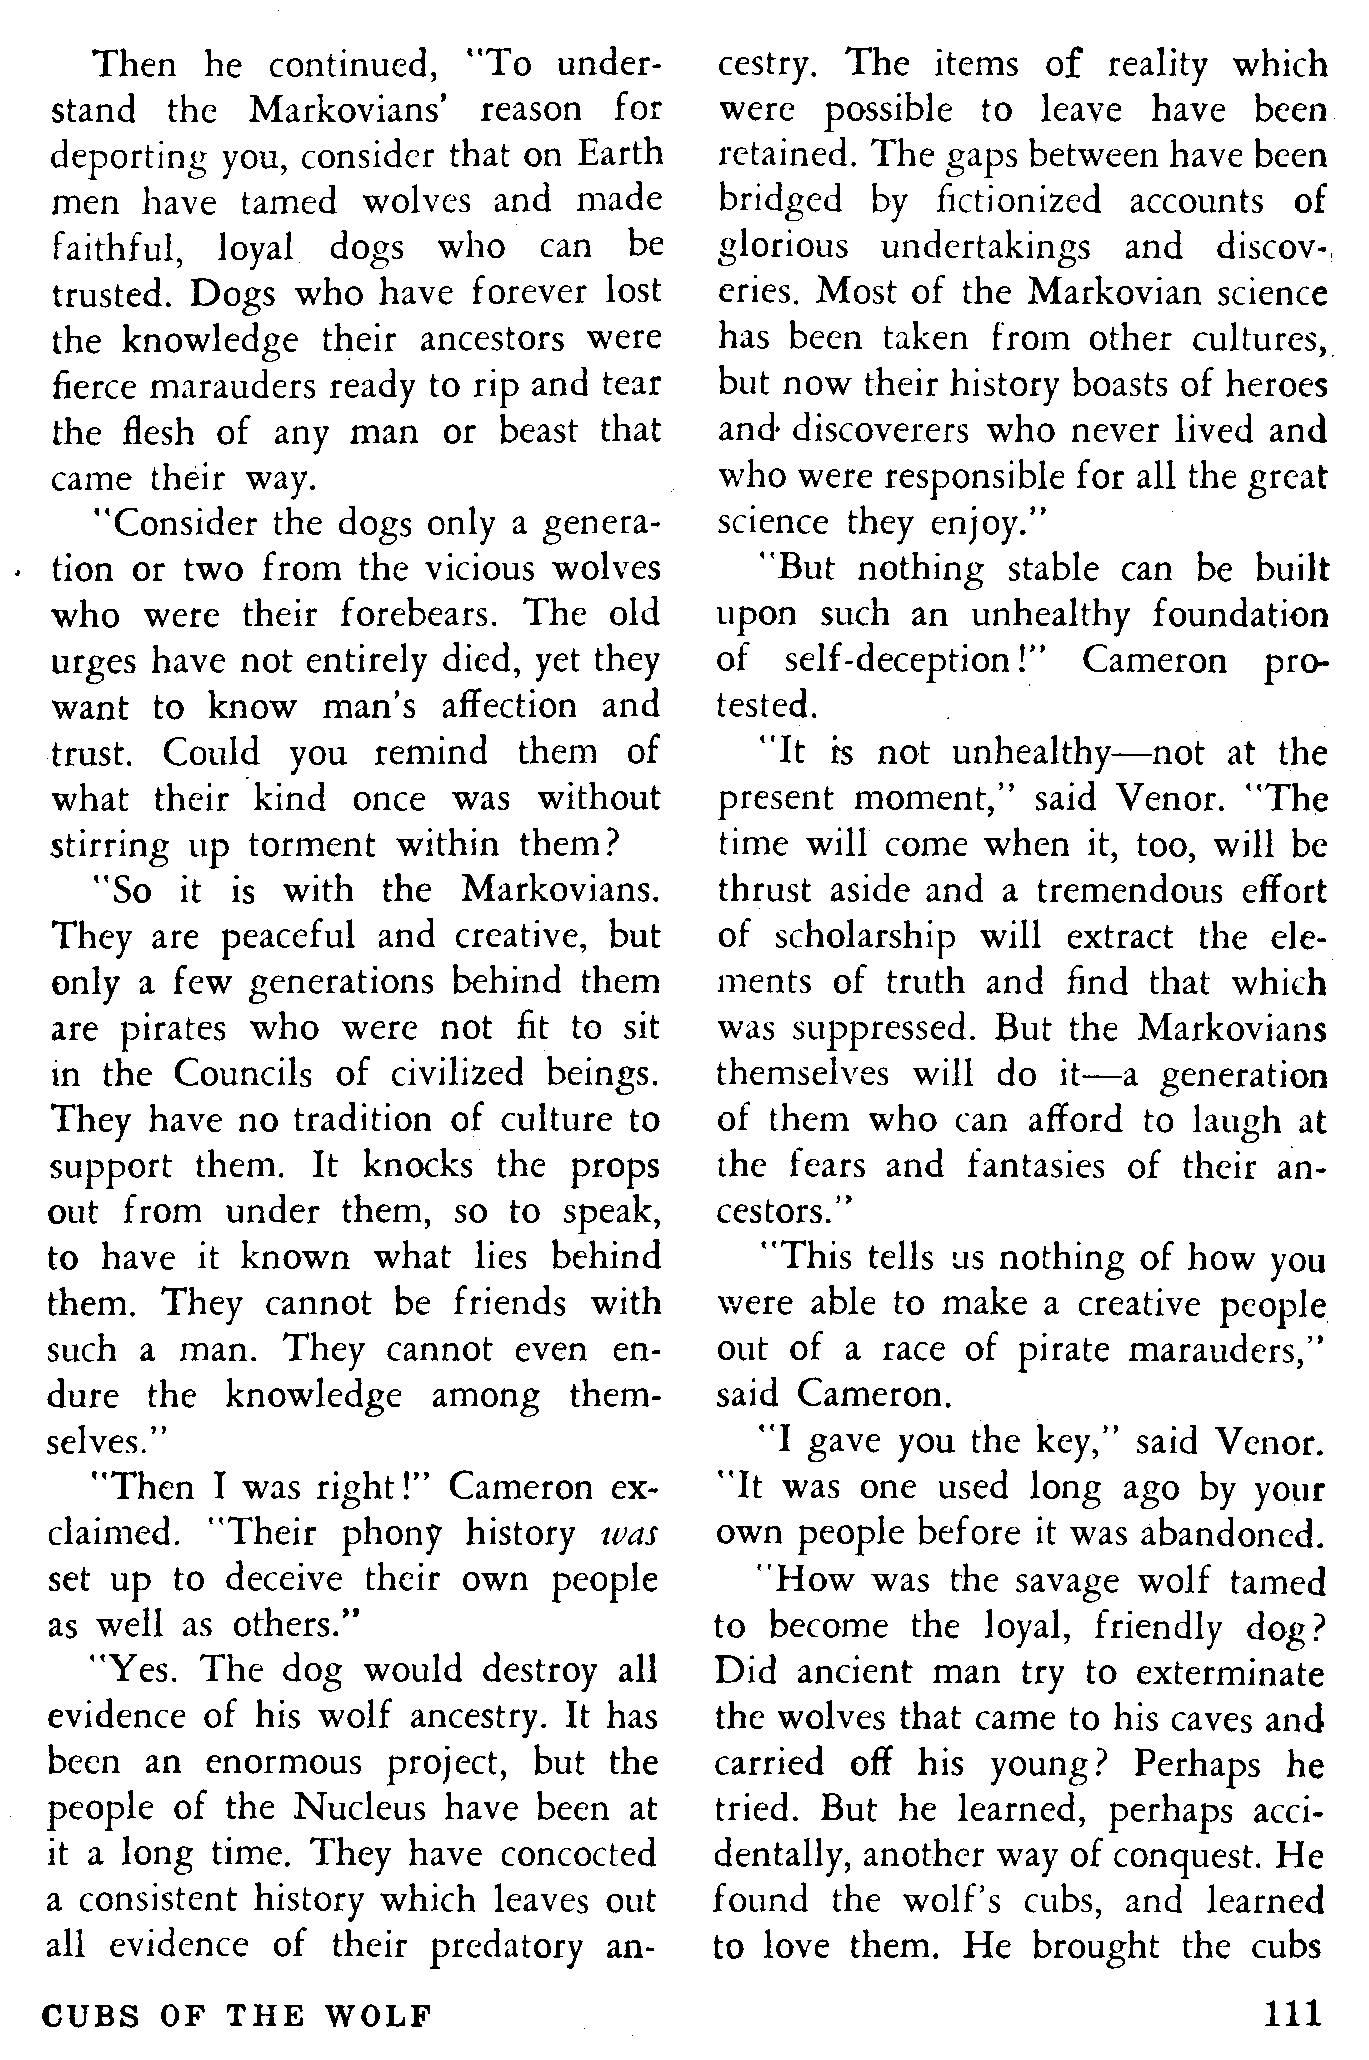 Then he continued, "To under-
stand the Markovians' reason for
deporting you, consider that on Earth
men have tamed wolves and made
faithful, loyal dogs who can be
trusted. Dogs who have forever lost
the knowledge their ancestors were
fierce marauders ready to rip and tear
the flesh of any man or beast that
came their way.
"Consider the dogs only a genera-
tion or two from the vicious wolves
who were their forebears. The old
urges have not entirely died, yet they
want to know man's affection and
trust. Could you remind them of
what their kind once was without
stirring up torment within them?
"So it is with the Markovians.
They are peaceful and creative, but
only a few generations behind them
are pirates who were not fit to sit
in the Councils of civilized beings.
They have no tradition of culture to
support them. It knocks the props
out from under them, so to speak,
to have it known what lies behind
them. They cannot be friends with
such a man. They cannot even en-
dure the knowledge among them-
selves."
"Then I was right!" Cameron ex-
claimed. "Their phony history was
set up to deceive their own people
as well as others."
"Yes. The dog would destroy all
evidence of his wolf ancestry. It has
been an enormous project, but the
people of the Nucleus have been at
it a long time. They have concocted
a consistent history which leaves out
all evidence of their predatory an-
cestry. The items of reality which
were possible to leave have been
retained. The gaps between have been
bridged by fictionized accounts of
glorious undertakings and discov-
eries. Most of the Markovian science
has been taken from other cultures,
but now their history boasts of heroes
and discoverers who never lived and
who were responsible for all the great
science they enjoy."
"But nothing stable can be built
upon such an unhealthy foundation
of self-deception!" Cameron pro-
tested.
"It is not unhealthy—not at the
present moment," said Venor. "The
time will come when it, too, will be
thrust aside and a tremendous effort
of scholarship will extract the ele-
ments of truth and find that which
was suppressed. But the Markovians
themselves will do it—a generation
of them who can afford to laugh at
the fears and fantasies of their an-
cestors."
"This tells us nothing of how you
were able to make a creative people
out of a race of pirate marauders,"
said Cameron.
"I gave you the key," said Venor.
"It was one used long ago by your
own people before it was abandoned.
"How was the savage wolf tamed
to become the loyal, friendly dog?
Did ancient man try to exterminate
the wolves that came to his caves and
carried off his young? Perhaps he
tried. But he learned, perhaps acci-
dentally, another way of conquest. He
found the wolf's cubs, and learned
to love them. He brought the cubs
CUBS OF THE WOLF
111